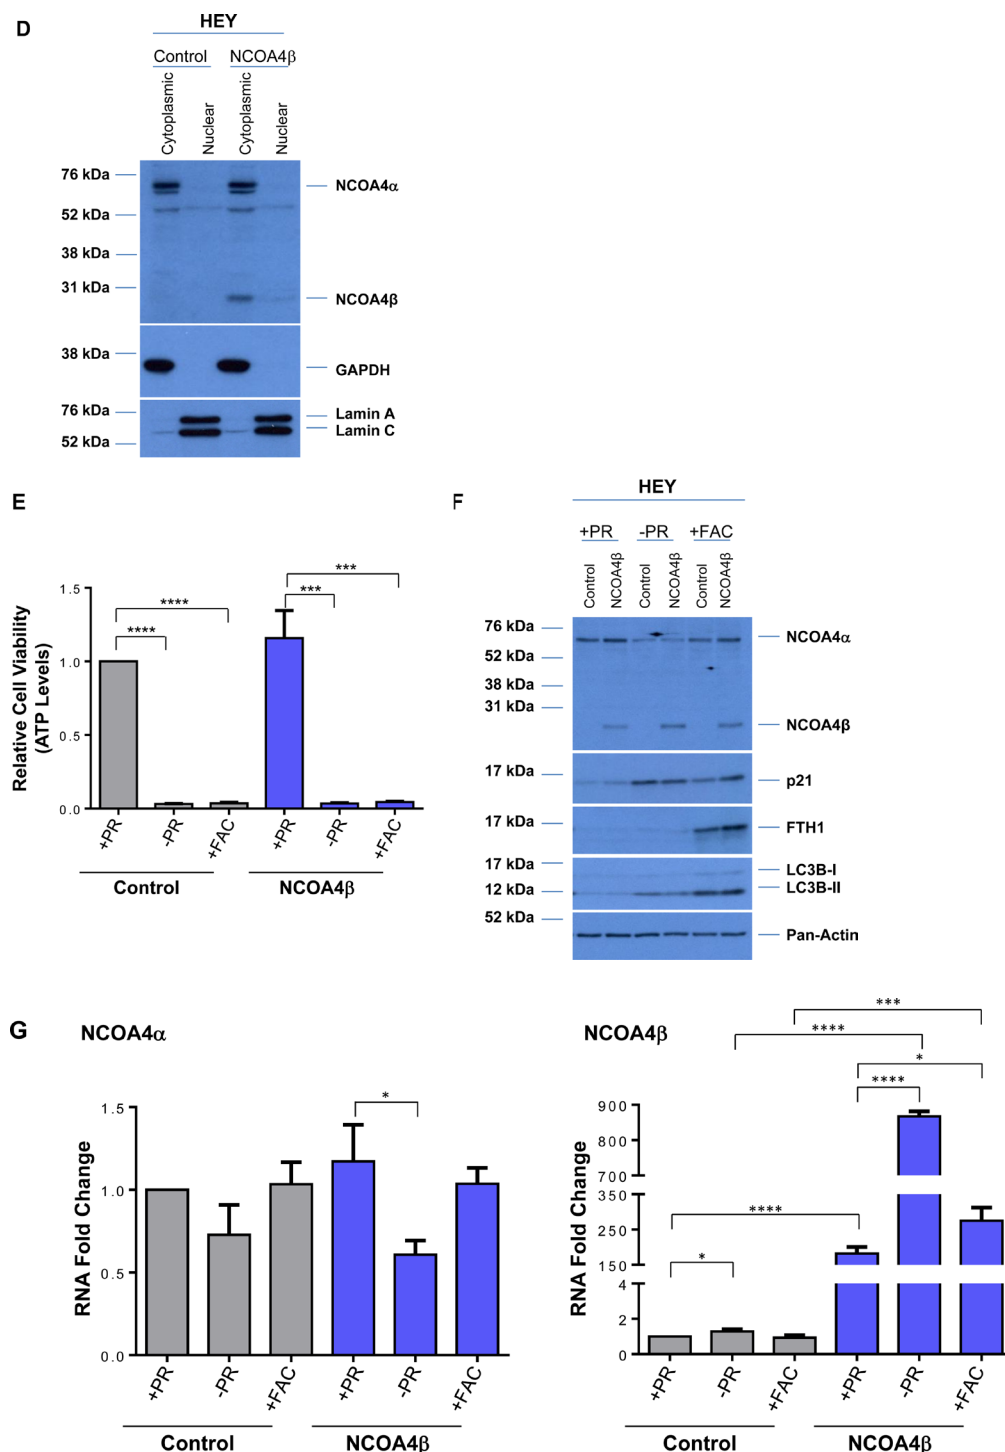 D
HEY
Control NCOA4β
Cytoplasmic
Nuclear
Cytoplasmic
Nuclear
76 kDa
52 kDa
38 kDa
31 kDa
NCOA4α
NCOA4β
38 kDa
GAPDH
76 kDa
52 kDa
Lamin A
Lamin C
E
Relative Cell Viability
(ATP Levels)
1.5
1.0
0.5
0.0
****
****
***
***
+PR
-PR
+FAC
+PR
-PR
+FAC
Control
NCOA4β
F
HEY
+PR -PR +FAC
Control
NCOA4β
Control
NCOA4β
Control
NCOA4β
76 kDa
52 kDa
38 kDa
31 kDa
NCOA4α
NCOA4β
17 kDa
p21
17 kDa
FTH1
17 kDa
12 kDa
LC3B-I
LC3B-II
52 kDa
Pan-Actin
G
NCOA4α
RNA Fold Change
1.5
1.0
0.5
0.0
*
+PR
-PR
+FAC
+PR
-PR
+FAC
Control
NCOA4β
NCOA4β
RNA Fold Change
900
800
700
350
250
150
4
2
0
***
****
*
****
****
*
+PR
-PR
+FAC
+PR
-PR
+FAC
Control
NCOA4β